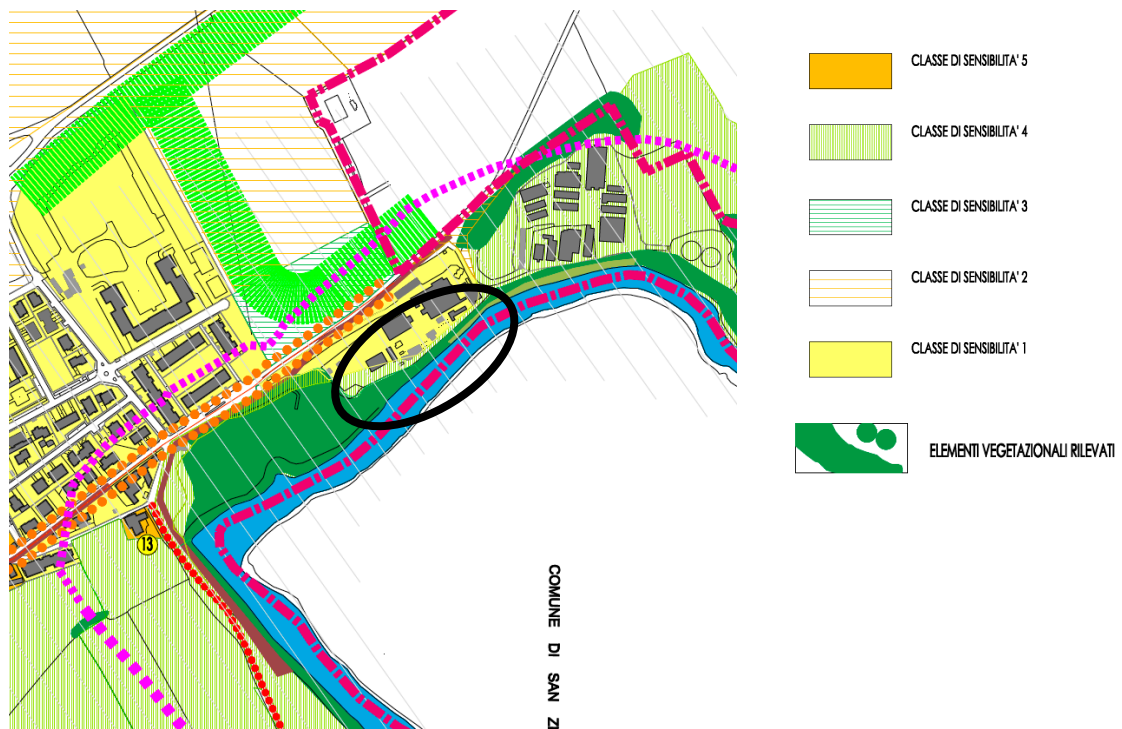 CLASSE DI SENSIBILITA' 5
CLASSE DI SENSIBILITA' 4
CLASSE DI SENSIBILITA' 3
CLASSE DI SENSIBILITA' 2
CLASSE DI SENSIBILITA' 1
ELEMENTI VEGETAZIONALI RILEVATI
13
COMUNE DI SAN ZI